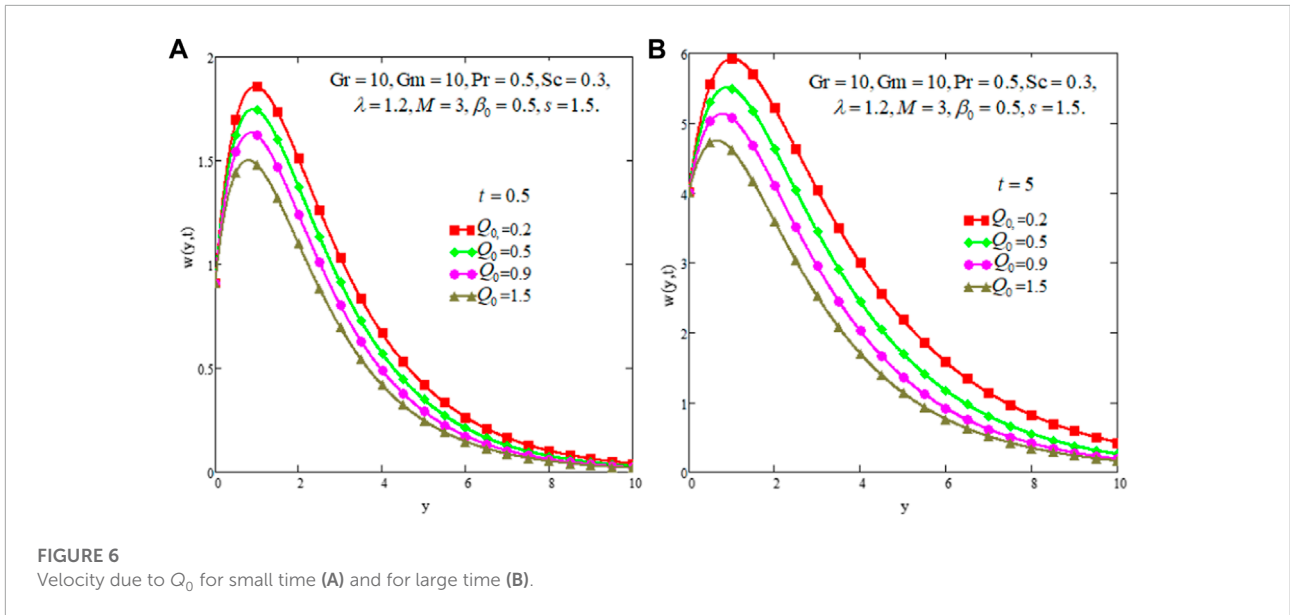 A
2
1.5
1
0.5
0
w(y,t)
Gr = 10, Gm = 10, Pr = 0.5, Sc = 0.3,
λ = 1.2, M = 3, β₀ = 0.5, s = 1.5.
t = 0.5
Q₀,=0.2
Q₀=0.5
Q₀=0.9
Q₀=1.5
0 2 4 6 8 10
y
B
6
5
4
3
2
1
0
w(y,t)
Gr = 10, Gm = 10, Pr = 0.5, Sc = 0.3,
λ = 1.2, M = 3, β₀ = 0.5, s = 1.5.
t = 5
Q₀,=0.2
Q₀=0.5
Q₀=0.9
Q₀=1.5
0 2 4 6 8 10
y
FIGURE 6
Velocity due to Q₀ for small time (A) and for large time (B).